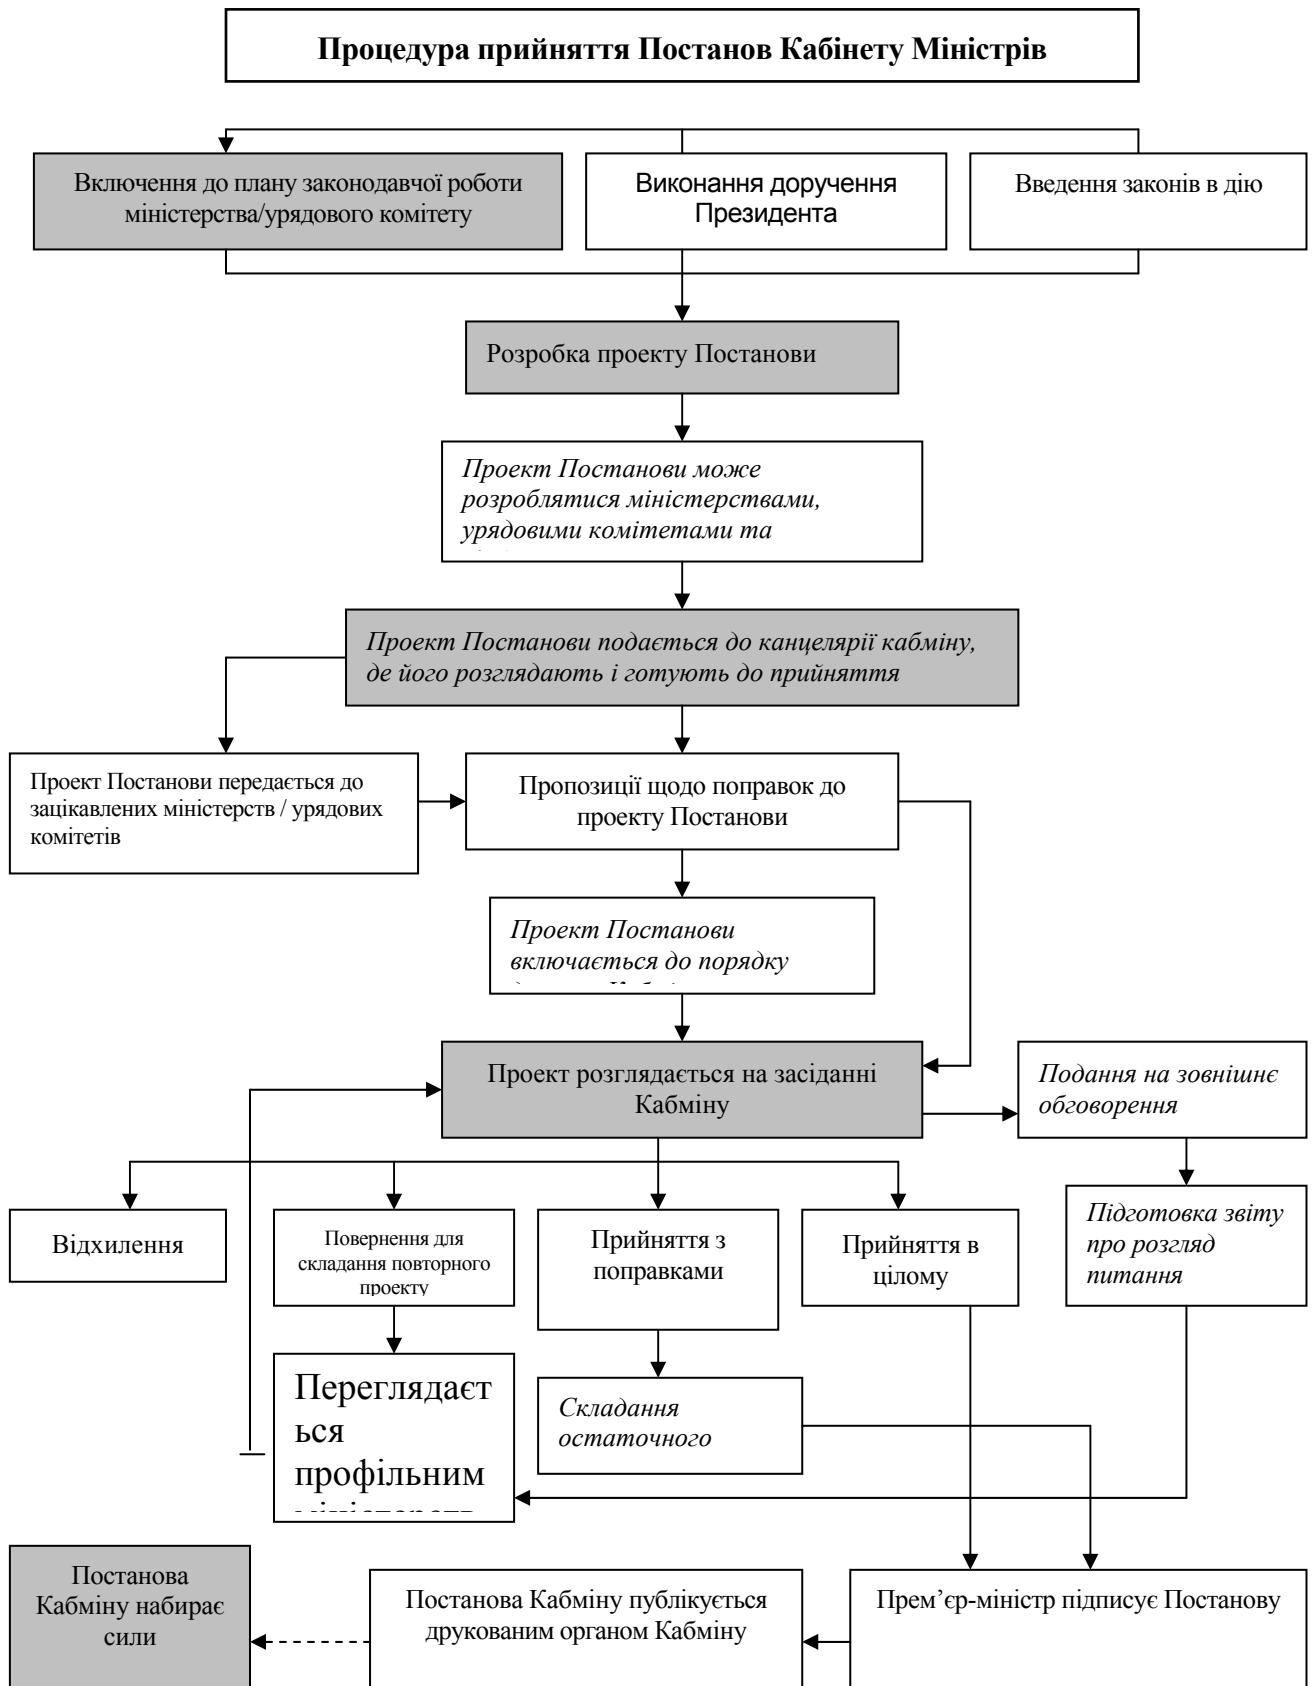 Процедура прийняття Постанов Кабінету Міністрів
Включення до плану законодавчої роботи
міністерства/урядового комітету
Виконання доручення
Президента
Введення законів в дію
Розробка проекту Постанови
Проект Постанови може
розроблятися міністерствами,
урядовими комітетами та
Проект Постанови подається до канцелярії кабміну,
де його розглядають і готують до прийняття
Проект Постанови передається до
зацікавлених міністерств / урядових
комітетів
Пропозиції щодо поправок до
проекту Постанови
Проект Постанови
включається до порядку
Проект розглядається на засіданні
Кабміну
Подання на зовнішнє
обговорення
Відхилення
Повернення для
складання повторного
проекту
Прийняття з
поправками
Прийняття в
цілому
Підготовка звіту
про розгляд
питання
Переглядаєт
ься
профільним
Складання
остаточного
Постанова
Кабміну набирає
сили
Постанова Кабміну публікується
друкованим органом Кабміну
Прем’єр-міністр підписує Постанову